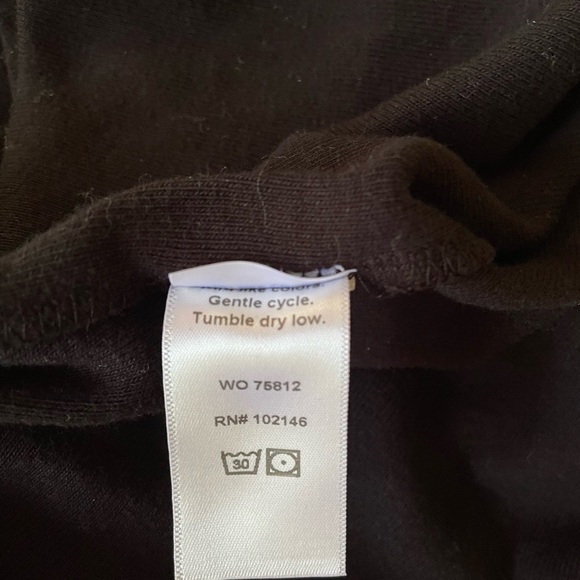 like colors.
Gentle cycle.
Tumble dry low.
WO 75812
RN# 102146
30